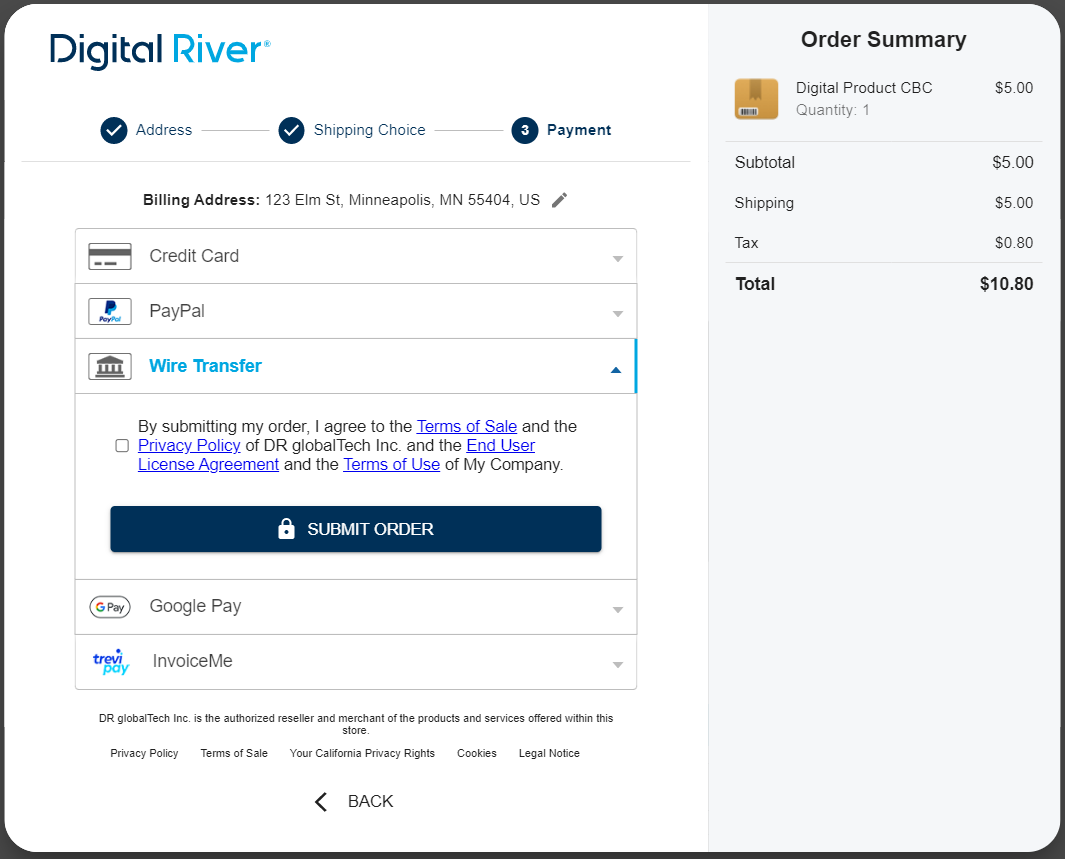 Digital River®
Address
Shipping Choice
3 Payment
Billing Address: 123 Elm St, Minneapolis, MN 55404, US
Credit Card
PayPal PayPal
Wire Transfer
By submitting my order, I agree to the Terms of Sale and the
Privacy Policy of DR globalTech Inc. and the End User
License Agreement and the Terms of Use of My Company.
SUBMIT ORDER
G Pay Google Pay
trevi
pay
InvoiceMe
DR globalTech Inc. is the authorized reseller and merchant of the products and services offered within this
store.
Privacy Policy Terms of Sale Your California Privacy Rights Cookies Legal Notice
BACK
Order Summary
Digital Product CBC $5.00
Quantity: 1
Subtotal $5.00
Shipping $5.00
Tax $0.80
Total $10.80